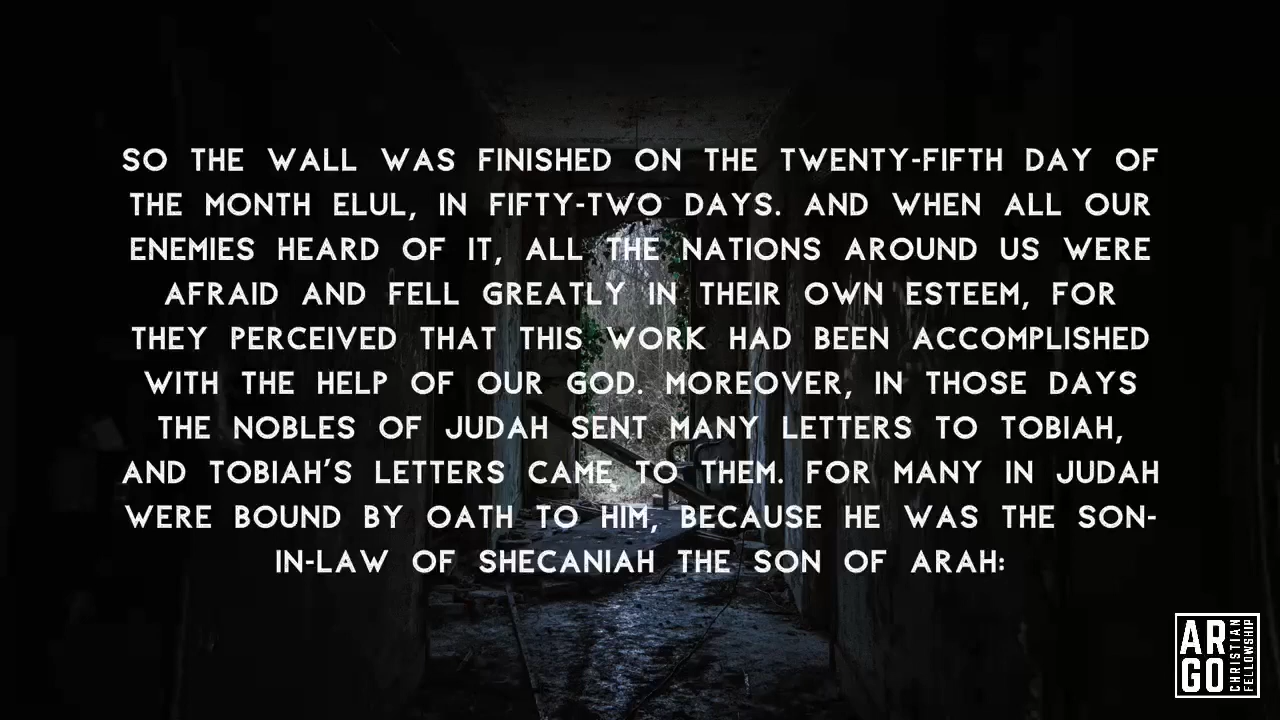 SO THE WALL WAS FINISHED ON THE TWENTY-FIFTH DAY OF
THE MONTH ELUL, IN FIFTY-TWO DAYS. AND WHEN ALL OUR
ENEMIES HEARD OF IT, ALL THE NATIONS AROUND US WERE
AFRAID AND FELL GREATLY IN THEIR OWN ESTEEM, FOR
THEY PERCEIVED THAT THIS WORK HAD BEEN ACCOMPLISHED
WITH THE HELP OF OUR GOD. MOREOVER, IN THOSE DAYS
THE NOBLES OF JUDAH SENT MANY LETTERS TO TOBIAH,
AND TOBIAH'S LETTERS CAME TO THEM. FOR MANY IN JUDAH
WERE BOUND BY OATH TO HIM, BECAUSE HE WAS THE SON-
IN-LAW OF SHECANIAH THE SON OF ARAH:
AR
GO
CHRISTIAN
FELLOWSHIP